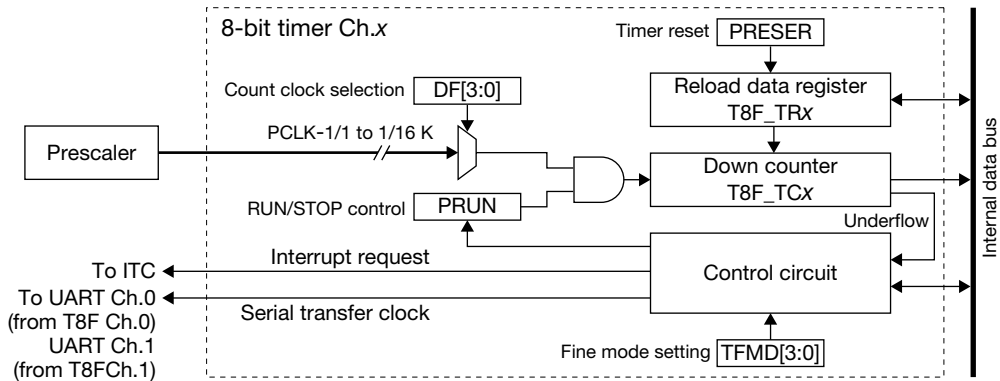 8-bit timer Ch.x
Timer reset PRESER
Count clock selection DF[3:0]
Reload data register
T8F_TRx
PCLK-1/1 to 1/16 K
Prescaler
Down counter
T8F_TCx
RUN/STOP control PRUN
Underflow
Internal data bus
Interrupt request
Control circuit
To ITC
To UART Ch.0
(from T8F Ch.0)
UART Ch.1
(from T8FCh.1)
Serial transfer clock
Fine mode setting TFMD[3:0]